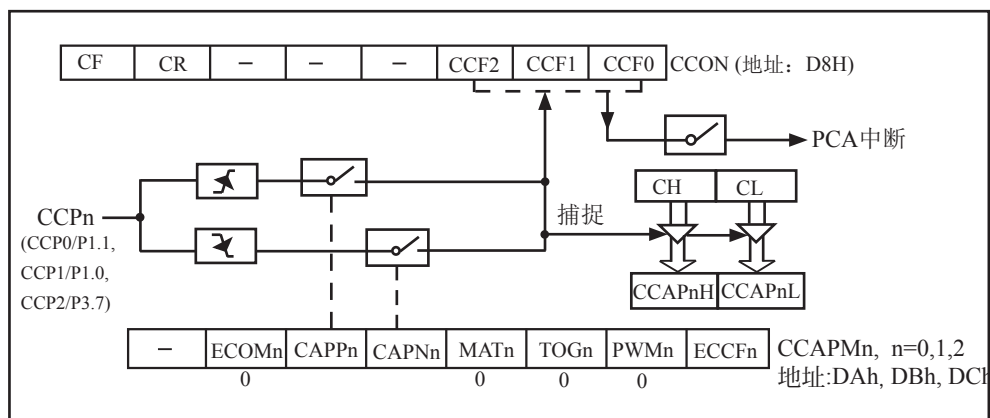 CF CR – – – CCF2 CCF1 CCF0 CCON (地址：D8H)
PCA中断
CH CL
CCPn
(CCP0/P1.1,
CCP1/P1.0,
CCP2/P3.7)
捕捉
CCAPnH CCAPnL
– ECOMn CAPPn CAPNn MATn TOGn PWMn ECCFn CCAPMn, n=0,1,2
0 0 0 0 地址:DAh, DBh, DCh